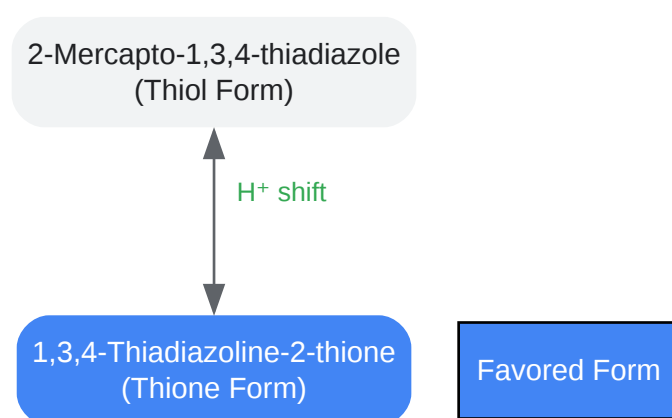 2-Mercapto-1,3,4-thiadiazole
(Thiol Form)
H⁺ shift
1,3,4-Thiadiazoline-2-thione
(Thione Form)
Favored Form